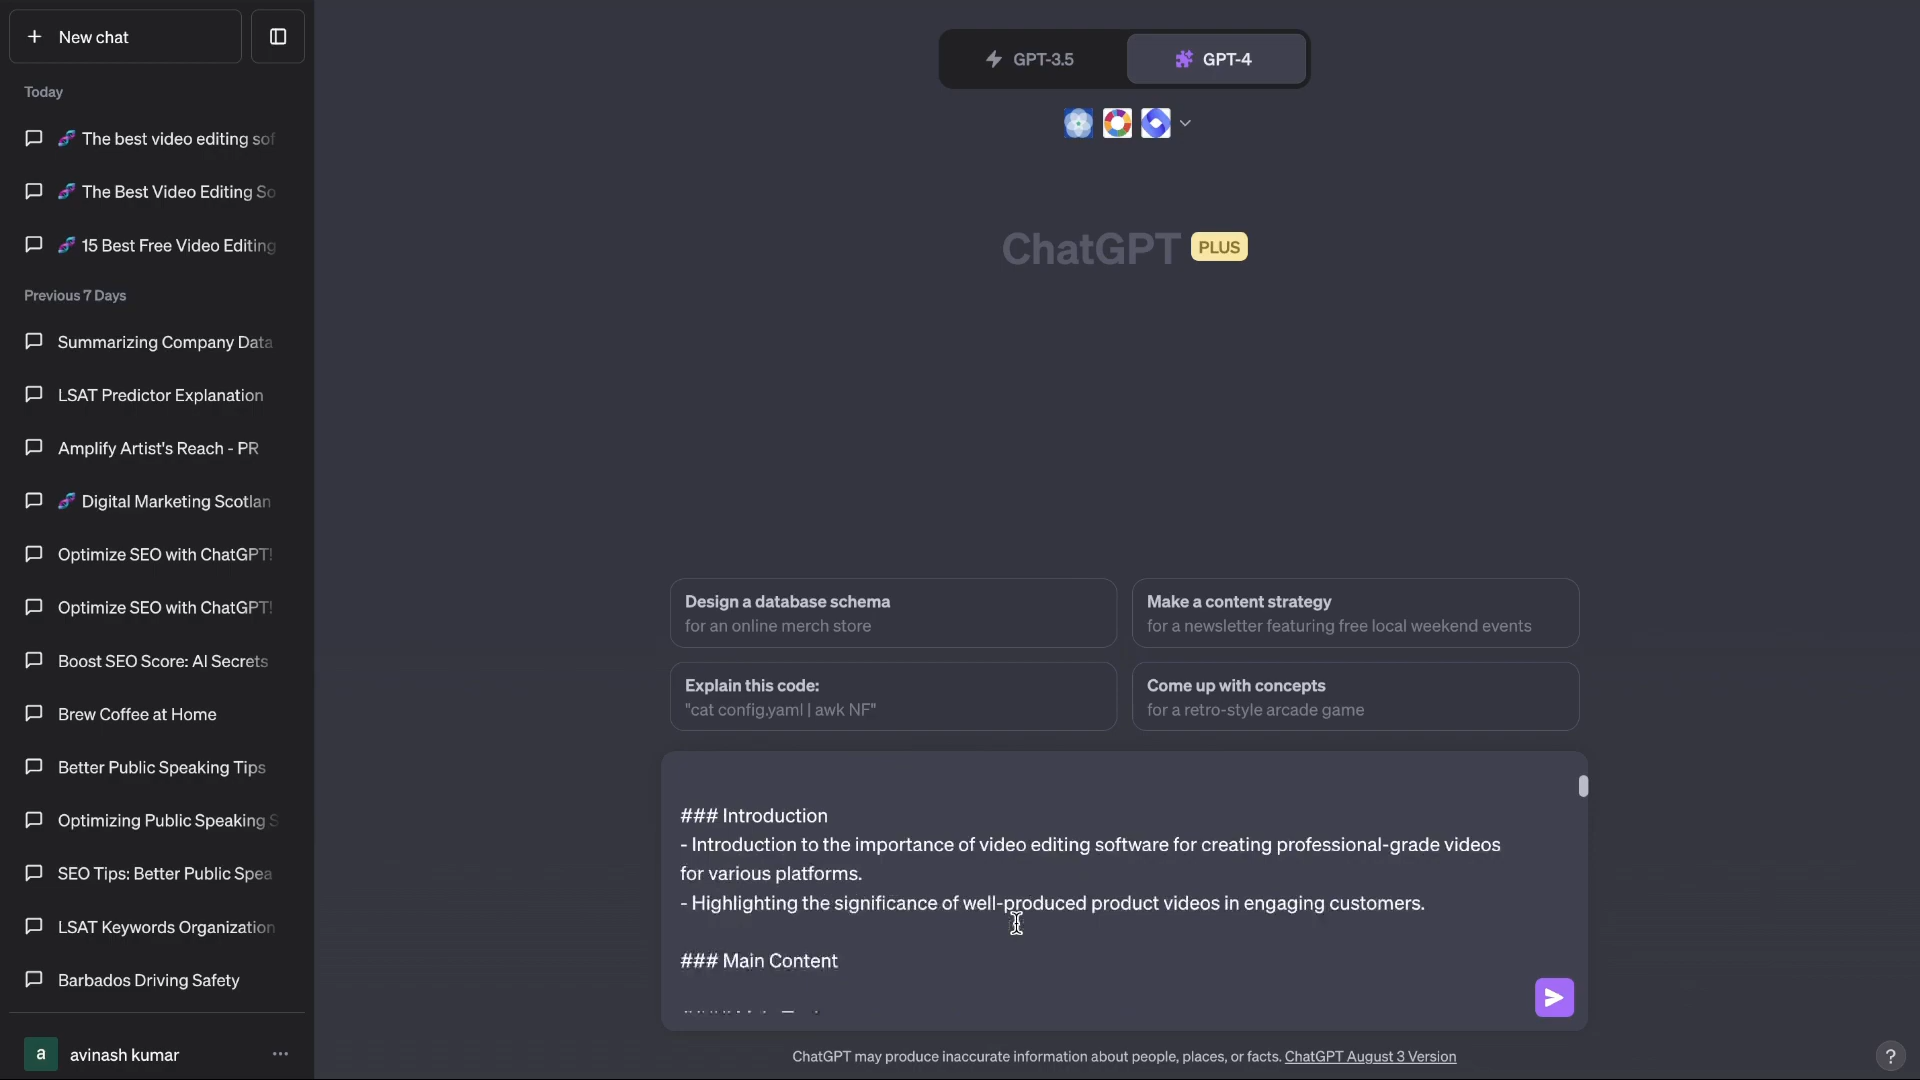 New chat
Today
The best video editing sof
The Best Video Editing So
15 Best Free Video Editing
Previous 7 Days
Summarizing Company Data
LSAT Predictor Explanation
Amplify Artist's Reach - PR
Digital Marketing Scotlan
Optimize SEO with ChatGPT!
Optimize SEO with ChatGPT!
Boost SEO Score: AI Secrets
Brew Coffee at Home
Better Public Speaking Tips
Optimizing Public Speaking S
SEO Tips: Better Public Spea
LSAT Keywords Organization
Barbados Driving Safety
a avinash kumar
GPT-3.5 GPT-4
ChatGPT PLUS
Design a database schema
for an online merch store
Make a content strategy
for a newsletter featuring free local weekend events
Explain this code:
"cat config.yaml | awk NF"
Come up with concepts
for a retro-style arcade game
### Introduction
- Introduction to the importance of video editing software for creating professional-grade videos
for various platforms.
- Highlighting the significance of well-produced product videos in engaging customers.
### Main Content
ChatGPT may produce inaccurate information about people, places, or facts. ChatGPT August 3 Version
?